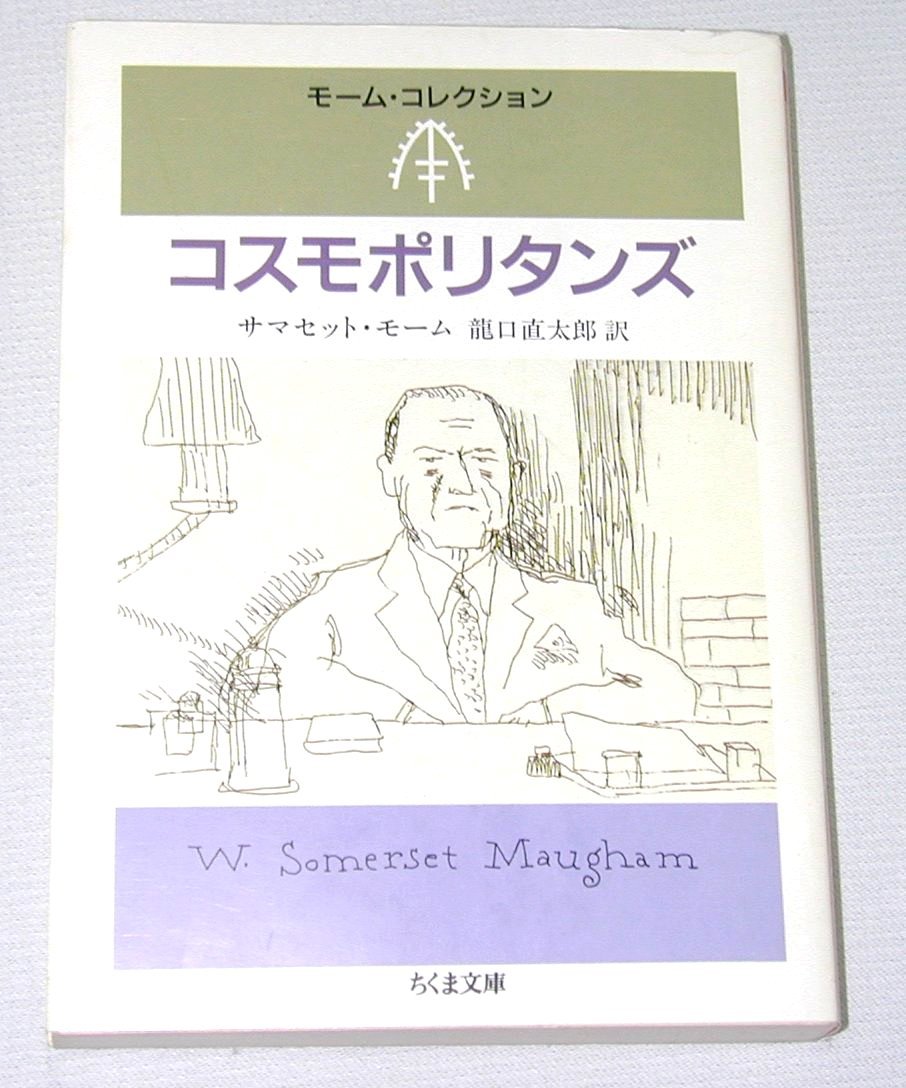 モーム・コレクション
コスモポリタンズ
サマセット・モーム 龍口直太郎 訳
W. Somerset Maugham
ちくま文庫